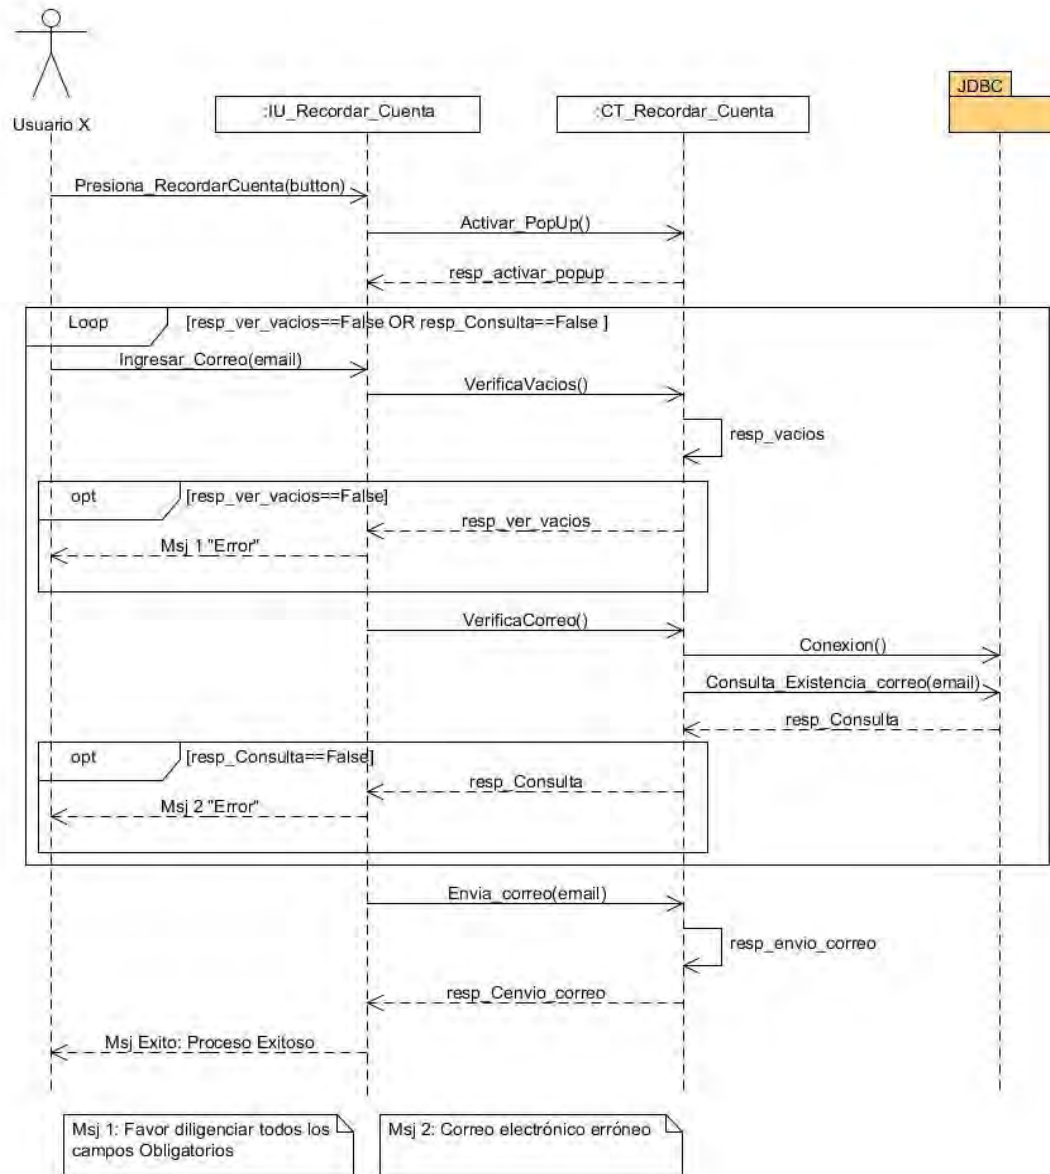 JDBC
Usuario X
:IU_Recordar_Cuenta
:CT_Recordar_Cuenta
Presiona_RecordarCuenta(button)
Activar_PopUp()
resp_activar_popup
Loop
[resp_ver_vacios==False OR resp_Consulta==False ]
Ingresar_Correo(email)
VerificaVacios()
resp_vacios
opt
[resp_ver_vacios==False]
resp_ver_vacios
Msj 1 "Error"
VerificaCorreo()
Conexion()
Consulta_Existencia_correo(email)
resp_Consulta
opt
[resp_Consulta==False]
resp_Consulta
Msj 2 "Error"
Envia_correo(email)
resp_envio_correo
resp_Cenvio_correo
Msj Exito: Proceso Exitoso
Msj 1: Favor diligenciar todos los
campos Obligatorios
Msj 2: Correo electrónico erróneo